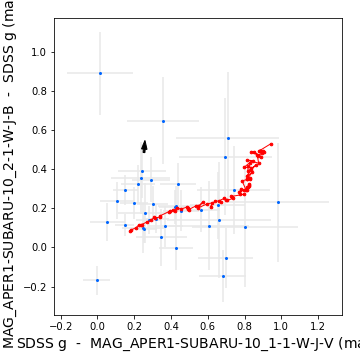 MAG_APER1-SUBARU-10_2-1-W-J-B - SDSS g (ma
1.0
0.8
0.6
0.4
0.2
0.0
−0.2
−0.2 0.0 0.2 0.4 0.6 0.8 1.0 1.2
SDSS g - MAG_APER1-SUBARU-10_1-1-W-J-V (ma